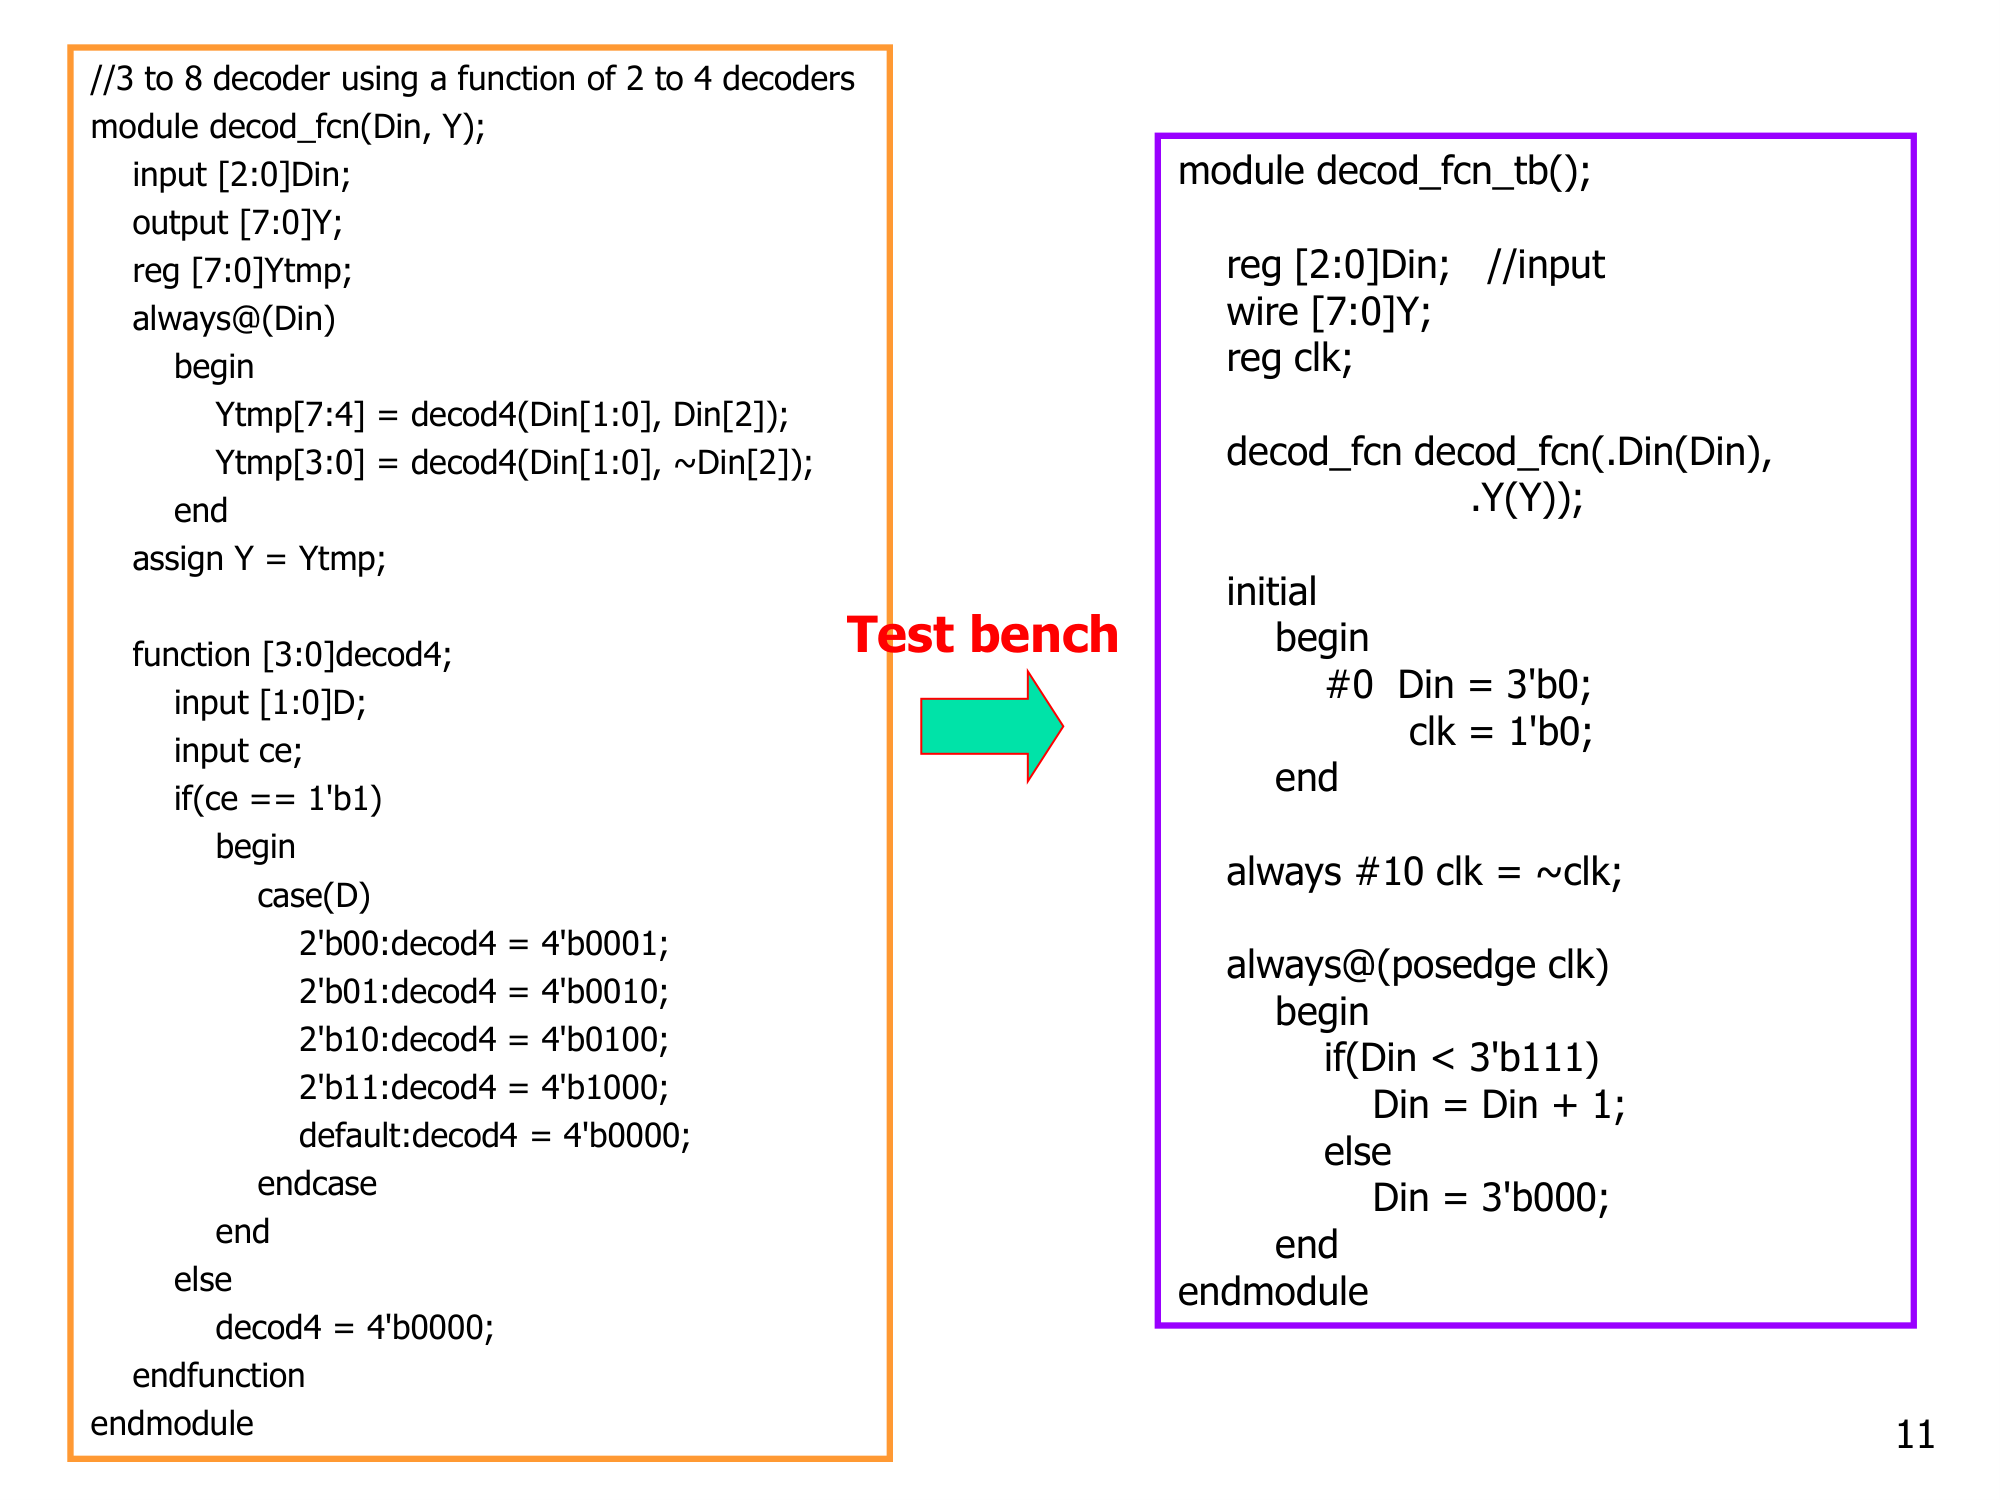 //3 to 8 decoder using a function of 2 to 4 decoders
module decod_fcn(Din, Y);
input [2:0]Din;
output [7:0]Y;
reg [7:0]Ytmp;
always@(Din)
begin
Ytmp[7:4] = decod4(Din[1:0], Din[2]);
Ytmp[3:0] = decod4(Din[1:0], ~Din[2]);
end
assign Y = Ytmp;
function [3:0]decod4;
input [1:0]D;
input ce;
if(ce == 1'b1)
begin
case(D)
2'b00:decod4 = 4'b0001;
2'b01:decod4 = 4'b0010;
2'b10:decod4 = 4'b0100;
2'b11:decod4 = 4'b1000;
default:decod4 = 4'b0000;
endcase
end
else
decod4 = 4'b0000;
endfunction
endmodule
Test bench
module decod_fcn_tb();
reg [2:0]Din;   //input
wire [7:0]Y;
reg clk;
decod_fcn decod_fcn(.Din(Din),
.Y(Y));
initial
begin
#0  Din = 3'b0;
clk = 1'b0;
end
always #10 clk = ~clk;
always@(posedge clk)
begin
if(Din < 3'b111)
Din = Din + 1;
else
Din = 3'b000;
end
endmodule
11